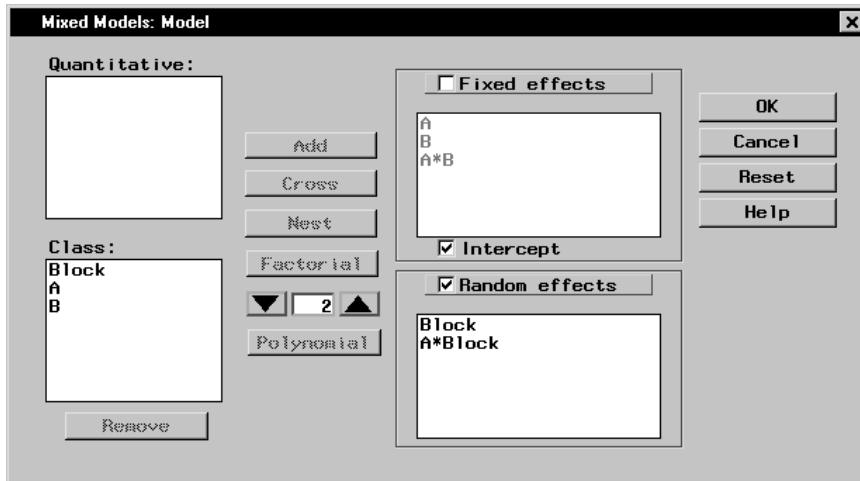 Mixed Models: Model
Quantitative:
Class:
Block
A
B
Remove
Add
Cross
Nest
Factorial
2
Polynomial
Fixed effects
A
B
A*B
Intercept
Random effects
Block
A*Block
OK
Cancel
Reset
Help